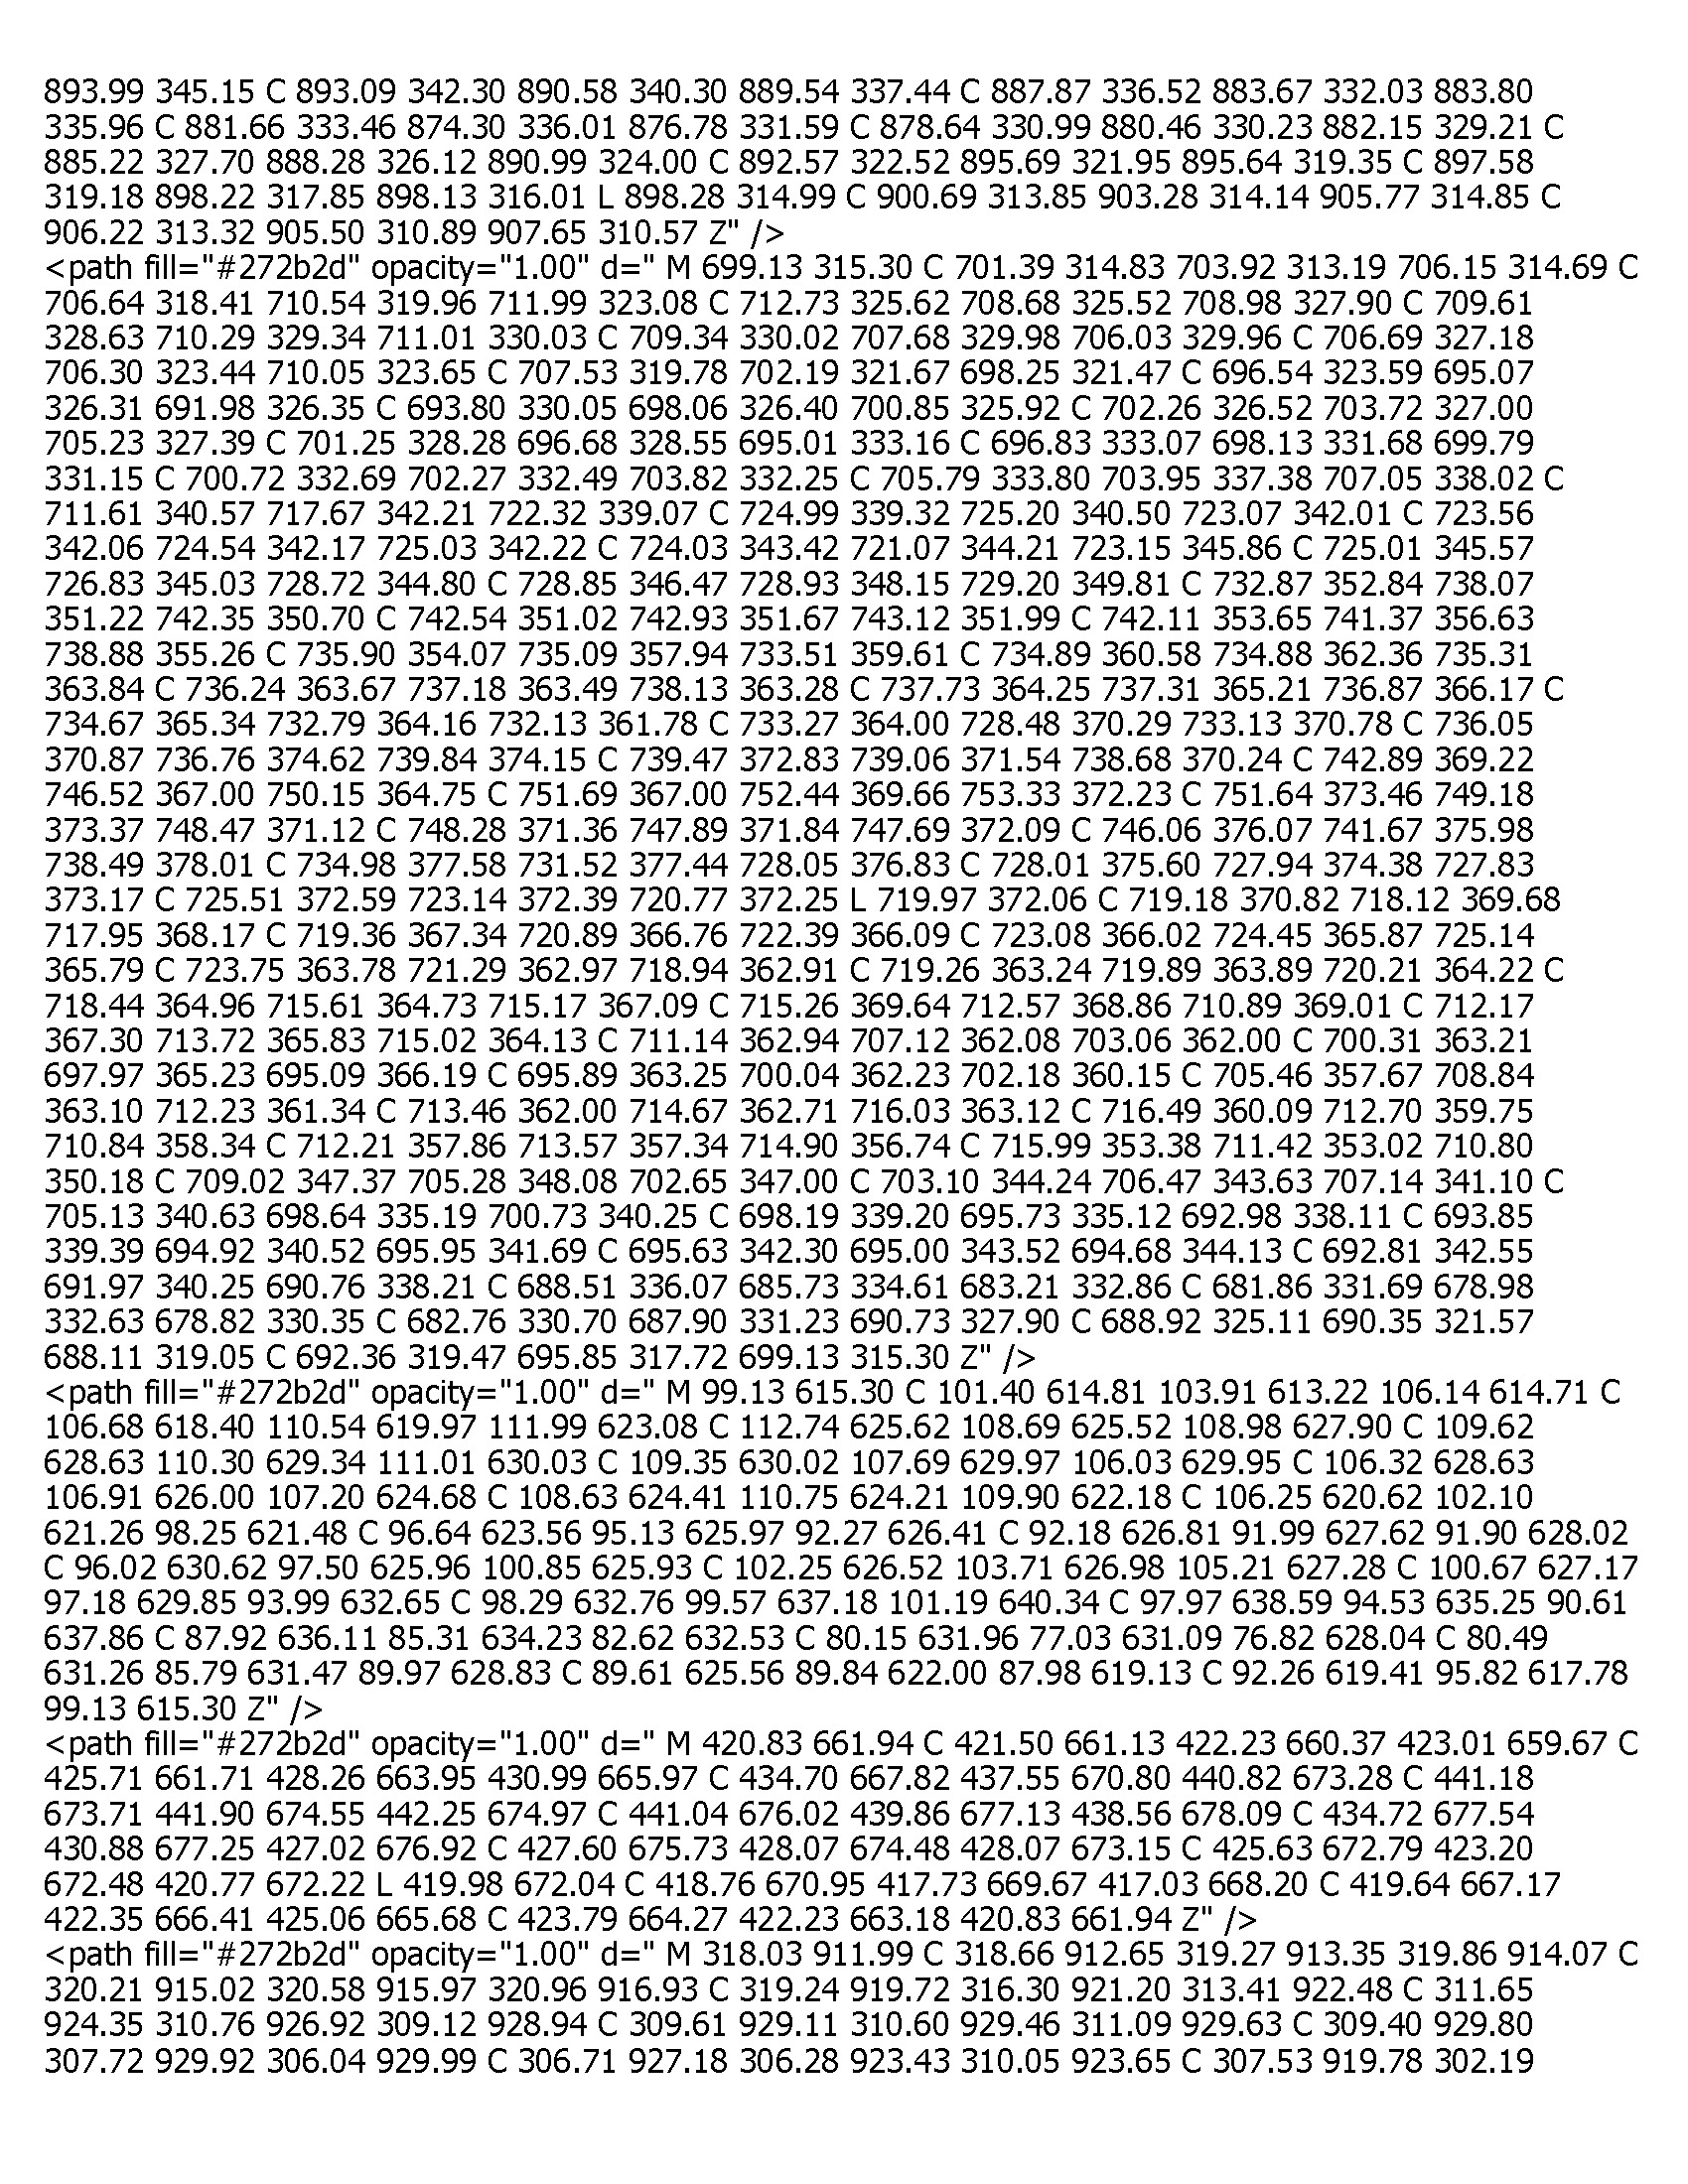 893.99 345.15 C 893.09 342.30 890.58 340.30 889.54 337.44 C 887.87 336.52 883.67 332.03 883.80
335.96 C 881.66 333.46 874.30 336.01 876.78 331.59 C 878.64 330.99 880.46 330.23 882.15 329.21 C
885.22 327.70 888.28 326.12 890.99 324.00 C 892.57 322.52 895.69 321.95 895.64 319.35 C 897.58
319.18 898.22 317.85 898.13 316.01 L 898.28 314.99 C 900.69 313.85 903.28 314.14 905.77 314.85 C
906.22 313.32 905.50 310.89 907.65 310.57 Z" />
<path fill="#272b2d" opacity="1.00" d=" M 699.13 315.30 C 701.39 314.83 703.92 313.19 706.15 314.69 C
706.64 318.41 710.54 319.96 711.99 323.08 C 712.73 325.62 708.68 325.52 708.98 327.90 C 709.61
328.63 710.29 329.34 711.01 330.03 C 709.34 330.02 707.68 329.98 706.03 329.96 C 706.69 327.18
706.30 323.44 710.05 323.65 C 707.53 319.78 702.19 321.67 698.25 321.47 C 696.54 323.59 695.07
326.31 691.98 326.35 C 693.80 330.05 698.06 326.40 700.85 325.92 C 702.26 326.52 703.72 327.00
705.23 327.39 C 701.25 328.28 696.68 328.55 695.01 333.16 C 696.83 333.07 698.13 331.68 699.79
331.15 C 700.72 332.69 702.27 332.49 703.82 332.25 C 705.79 333.80 703.95 337.38 707.05 338.02 C
711.61 340.57 717.67 342.21 722.32 339.07 C 724.99 339.32 725.20 340.50 723.07 342.01 C 723.56
342.06 724.54 342.17 725.03 342.22 C 724.03 343.42 721.07 344.21 723.15 345.86 C 725.01 345.57
726.83 345.03 728.72 344.80 C 728.85 346.47 728.93 348.15 729.20 349.81 C 732.87 352.84 738.07
351.22 742.35 350.70 C 742.54 351.02 742.93 351.67 743.12 351.99 C 742.11 353.65 741.37 356.63
738.88 355.26 C 735.90 354.07 735.09 357.94 733.51 359.61 C 734.89 360.58 734.88 362.36 735.31
363.84 C 736.24 363.67 737.18 363.49 738.13 363.28 C 737.73 364.25 737.31 365.21 736.87 366.17 C
734.67 365.34 732.79 364.16 732.13 361.78 C 733.27 364.00 728.48 370.29 733.13 370.78 C 736.05
370.87 736.76 374.62 739.84 374.15 C 739.47 372.83 739.06 371.54 738.68 370.24 C 742.89 369.22
746.52 367.00 750.15 364.75 C 751.69 367.00 752.44 369.66 753.33 372.23 C 751.64 373.46 749.18
373.37 748.47 371.12 C 748.28 371.36 747.89 371.84 747.69 372.09 C 746.06 376.07 741.67 375.98
738.49 378.01 C 734.98 377.58 731.52 377.44 728.05 376.83 C 728.01 375.60 727.94 374.38 727.83
373.17 C 725.51 372.59 723.14 372.39 720.77 372.25 L 719.97 372.06 C 719.18 370.82 718.12 369.68
717.95 368.17 C 719.36 367.34 720.89 366.76 722.39 366.09 C 723.08 366.02 724.45 365.87 725.14
365.79 C 723.75 363.78 721.29 362.97 718.94 362.91 C 719.26 363.24 719.89 363.89 720.21 364.22 C
718.44 364.96 715.61 364.73 715.17 367.09 C 715.26 369.64 712.57 368.86 710.89 369.01 C 712.17
367.30 713.72 365.83 715.02 364.13 C 711.14 362.94 707.12 362.08 703.06 362.00 C 700.31 363.21
697.97 365.23 695.09 366.19 C 695.89 363.25 700.04 362.23 702.18 360.15 C 705.46 357.67 708.84
363.10 712.23 361.34 C 713.46 362.00 714.67 362.71 716.03 363.12 C 716.49 360.09 712.70 359.75
710.84 358.34 C 712.21 357.86 713.57 357.34 714.90 356.74 C 715.99 353.38 711.42 353.02 710.80
350.18 C 709.02 347.37 705.28 348.08 702.65 347.00 C 703.10 344.24 706.47 343.63 707.14 341.10 C
705.13 340.63 698.64 335.19 700.73 340.25 C 698.19 339.20 695.73 335.12 692.98 338.11 C 693.85
339.39 694.92 340.52 695.95 341.69 C 695.63 342.30 695.00 343.52 694.68 344.13 C 692.81 342.55
691.97 340.25 690.76 338.21 C 688.51 336.07 685.73 334.61 683.21 332.86 C 681.86 331.69 678.98
332.63 678.82 330.35 C 682.76 330.70 687.90 331.23 690.73 327.90 C 688.92 325.11 690.35 321.57
688.11 319.05 C 692.36 319.47 695.85 317.72 699.13 315.30 Z" />
<path fill="#272b2d" opacity="1.00" d=" M 99.13 615.30 C 101.40 614.81 103.91 613.22 106.14 614.71 C
106.68 618.40 110.54 619.97 111.99 623.08 C 112.74 625.62 108.69 625.52 108.98 627.90 C 109.62
628.63 110.30 629.34 111.01 630.03 C 109.35 630.02 107.69 629.97 106.03 629.95 C 106.32 628.63
106.91 626.00 107.20 624.68 C 108.63 624.41 110.75 624.21 109.90 622.18 C 106.25 620.62 102.10
621.26 98.25 621.48 C 96.64 623.56 95.13 625.97 92.27 626.41 C 92.18 626.81 91.99 627.62 91.90 628.02
C 96.02 630.62 97.50 625.96 100.85 625.93 C 102.25 626.52 103.71 626.98 105.21 627.28 C 100.67 627.17
97.18 629.85 93.99 632.65 C 98.29 632.76 99.57 637.18 101.19 640.34 C 97.97 638.59 94.53 635.25 90.61
637.86 C 87.92 636.11 85.31 634.23 82.62 632.53 C 80.15 631.96 77.03 631.09 76.82 628.04 C 80.49
631.26 85.79 631.47 89.97 628.83 C 89.61 625.56 89.84 622.00 87.98 619.13 C 92.26 619.41 95.82 617.78
99.13 615.30 Z" />
<path fill="#272b2d" opacity="1.00" d=" M 420.83 661.94 C 421.50 661.13 422.23 660.37 423.01 659.67 C
425.71 661.71 428.26 663.95 430.99 665.97 C 434.70 667.82 437.55 670.80 440.82 673.28 C 441.18
673.71 441.90 674.55 442.25 674.97 C 441.04 676.02 439.86 677.13 438.56 678.09 C 434.72 677.54
430.88 677.25 427.02 676.92 C 427.60 675.73 428.07 674.48 428.07 673.15 C 425.63 672.79 423.20
672.48 420.77 672.22 L 419.98 672.04 C 418.76 670.95 417.73 669.67 417.03 668.20 C 419.64 667.17
422.35 666.41 425.06 665.68 C 423.79 664.27 422.23 663.18 420.83 661.94 Z" />
<path fill="#272b2d" opacity="1.00" d=" M 318.03 911.99 C 318.66 912.65 319.27 913.35 319.86 914.07 C
320.21 915.02 320.58 915.97 320.96 916.93 C 319.24 919.72 316.30 921.20 313.41 922.48 C 311.65
924.35 310.76 926.92 309.12 928.94 C 309.61 929.11 310.60 929.46 311.09 929.63 C 309.40 929.80
307.72 929.92 306.04 929.99 C 306.71 927.18 306.28 923.43 310.05 923.65 C 307.53 919.78 302.19